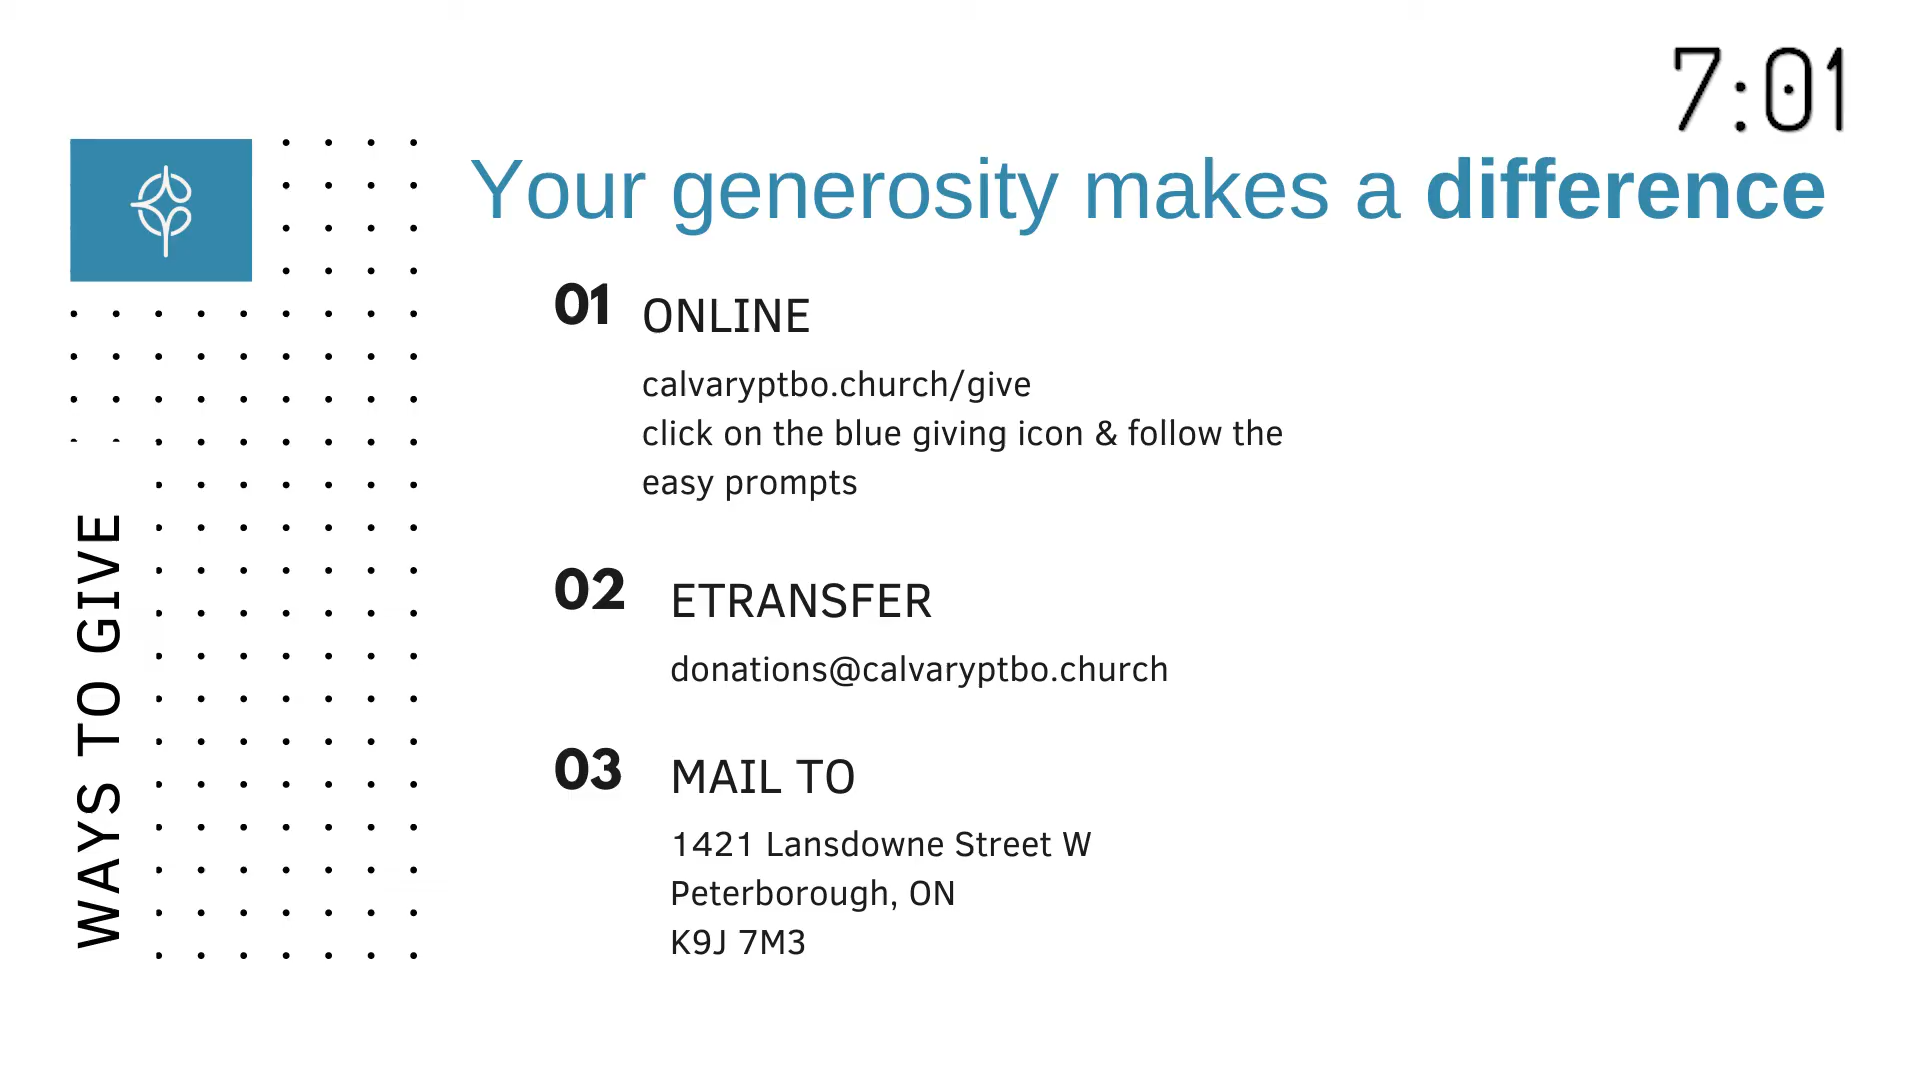 7:01
Your generosity makes a difference
01 ONLINE
calvaryptbo.church/give
click on the blue giving icon & follow the
easy prompts
02 ETRANSFER
donations@calvaryptbo.church
03 MAIL TO
1421 Lansdowne Street W
Peterborough, ON
K9J 7M3
WAYS TO GIVE